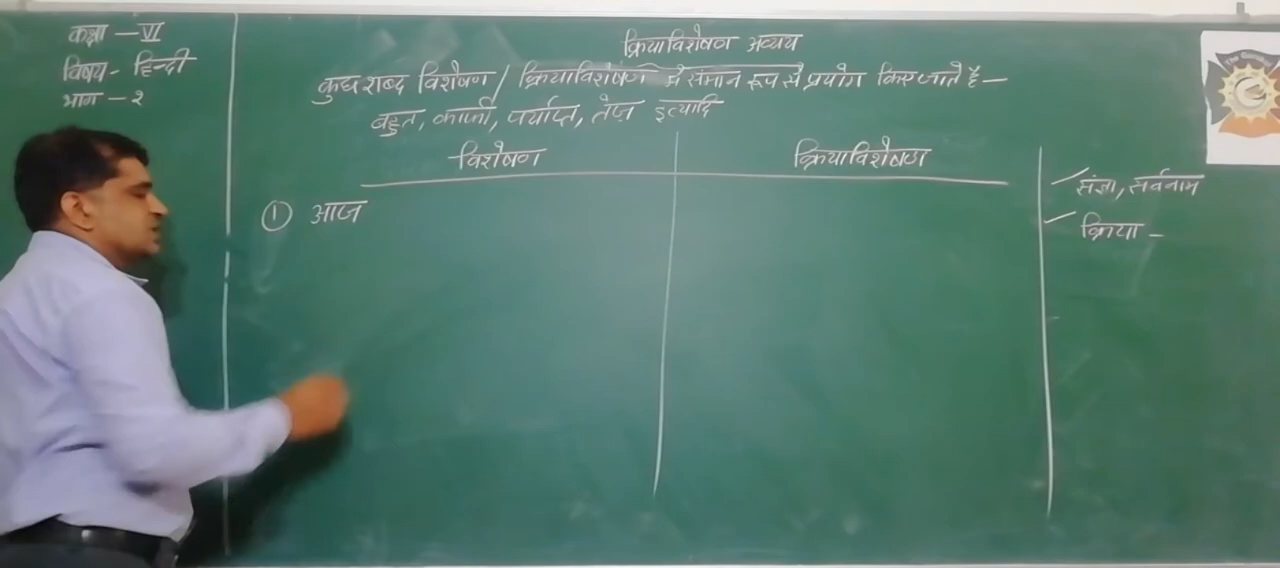 कक्षा – VI
विषय - हिन्दी
भाग – २
क्रियाविशेषण अव्यय
कुछ शब्द विशेषण / क्रियाविशेषण में समान रूप से प्रयोग किए जाते हैं –
बहुत, काफी, पर्याप्त, तेज़ इत्यादि
विशेषण
क्रियाविशेषण
① आज
संज्ञा, सर्वनाम
क्रिया –